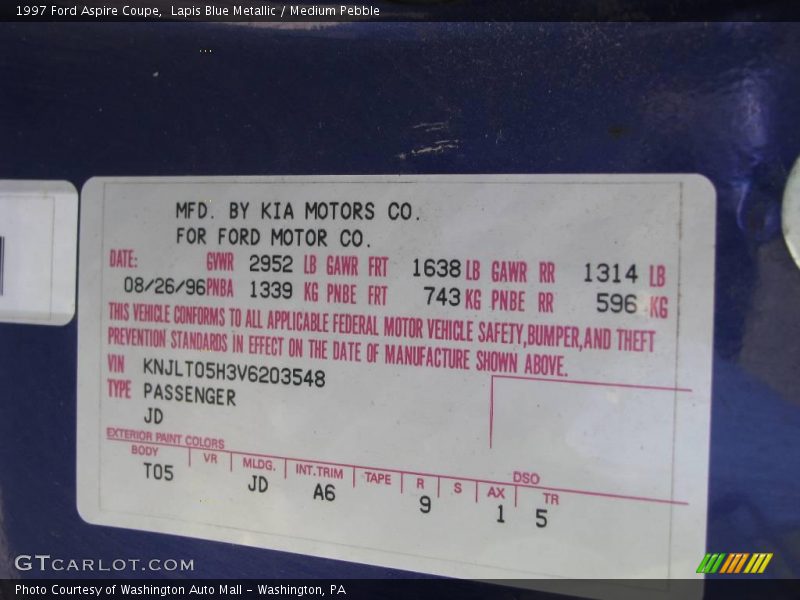 1997 Ford Aspire Coupe,  Lapis Blue Metallic / Medium Pebble
MFD. BY KIA MOTORS CO.
FOR FORD MOTOR CO.
DATE: GVWR 2952 LB GAWR FRT 1638 LB GAWR RR 1314 LB
08/26/96 PNBA 1339 KG PNBE FRT 743 KG PNBE RR 596 KG
THIS VEHICLE CONFORMS TO ALL APPLICABLE FEDERAL MOTOR VEHICLE SAFETY,BUMPER,AND THEFT
PREVENTION STANDARDS IN EFFECT ON THE DATE OF MANUFACTURE SHOWN ABOVE.
VIN KNJLT05H3V6203548
TYPE PASSENGER
JD
EXTERIOR PAINT COLORS DSO
BODY VR MLDG. INT.TRIM TAPE R S AX TR
T05 JD A6 9 1 5
GTCARLOT.COM
Photo Courtesy of Washington Auto Mall - Washington, PA